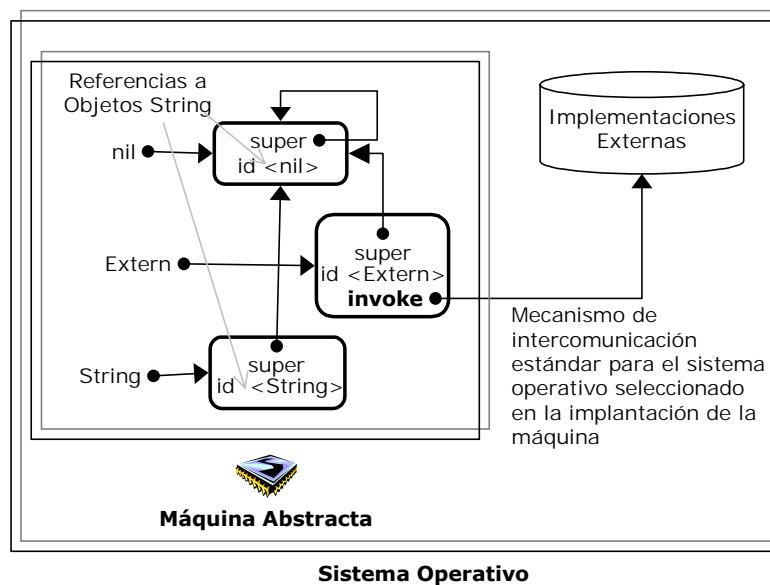 Referencias a
Objetos String
super
id <nil>
nil
Implementaciones
Externas
Extern
super
id <Extern>
invoke
String
super
id <String>
Mecanismo de
intercomunicación
estándar para el sistema
operativo seleccionado
en la implantación de la
máquina
Máquina Abstracta
Sistema Operativo